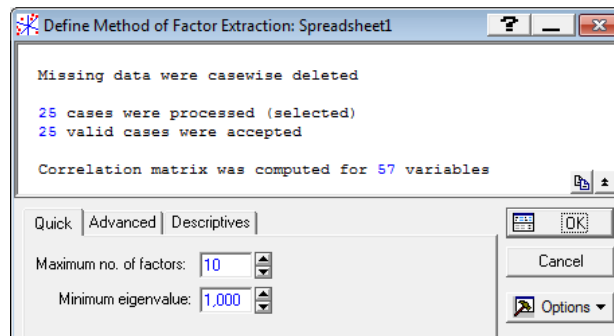 Define Method of Factor Extraction: Spreadsheet1
Missing data were casewise deleted
25 cases were processed (selected)
25 valid cases were accepted
Correlation matrix was computed for 57 variables
Quick Advanced Descriptives
OK
Maximum no. of factors: 10
Cancel
Minimum eigenvalue: 1,000
Options